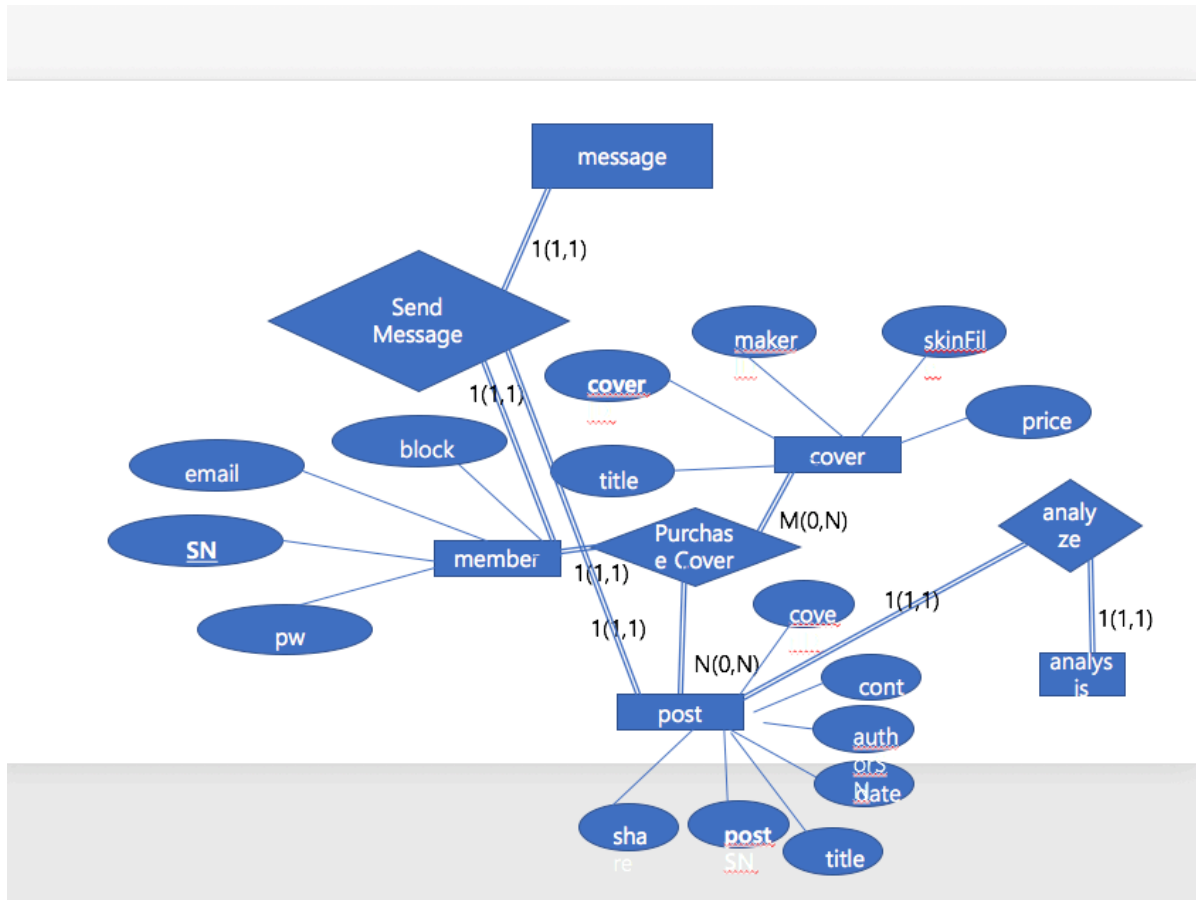 message
1(1,1)
Send
Message
maker
skinFil
cover
1(1,1)
price
block
cover
email
title
analy
ze
M(0,N)
Purchas
e Cover
SN
member
1(1,1)
1(1,1)
cove
1(1,1)
1(1,1)
pw
N(0,N)
analys
is
cont
post
auth
orS
N
date
sha
re
post
SN
title